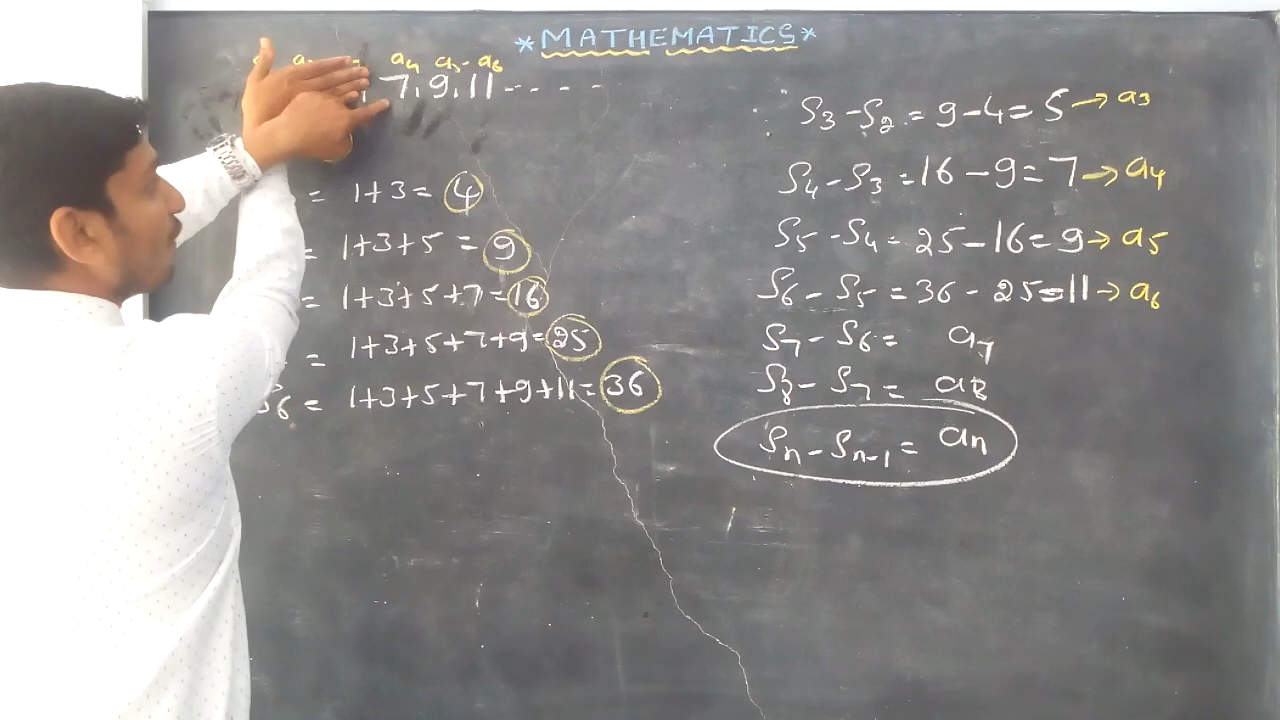 *MATHEMATICS*
a4 a5 a6
7, 9, 11 - - - -
= 1+3 = 4
= 1+3+5 = 9
= 1+3+5+7 = 16
= 1+3+5+7+9 = 25
S6 = 1+3+5+7+9+11 = 36
S3 - S2 = 9 - 4 = 5 → a3
S4 - S3 = 16 - 9 = 7 → a4
S5 - S4 = 25 - 16 = 9 → a5
S6 - S5 = 36 - 25 = 11 → a6
S7 - S6 = a7
S8 - S7 = a8
Sn - Sn-1 = an